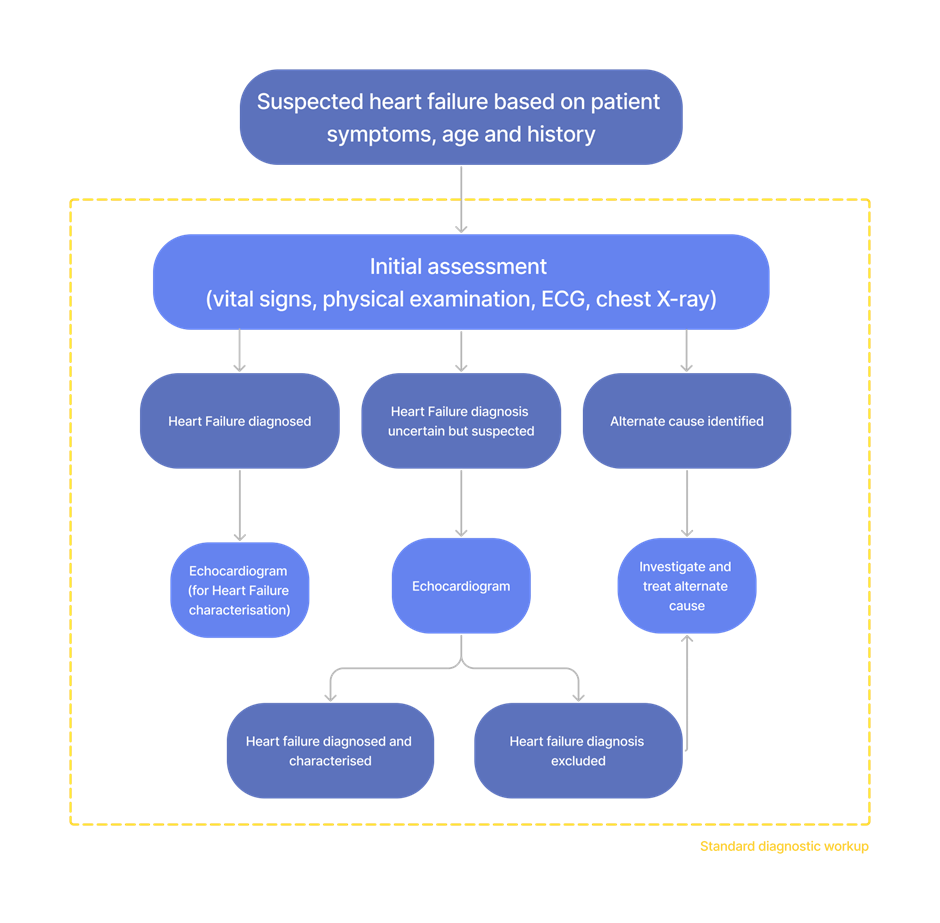 Suspected heart failure based on patient
symptoms, age and history
Initial assessment
(vital signs, physical examination, ECG, chest X-ray)
Heart Failure diagnosed
Heart Failure diagnosis
uncertain but suspected
Alternate cause identified
Echocardiogram
(for Heart Failure
characterisation)
Echocardiogram
Investigate and
treat alternate
cause
Heart failure diagnosed and
characterised
Heart failure diagnosis
excluded
Standard diagnostic workup